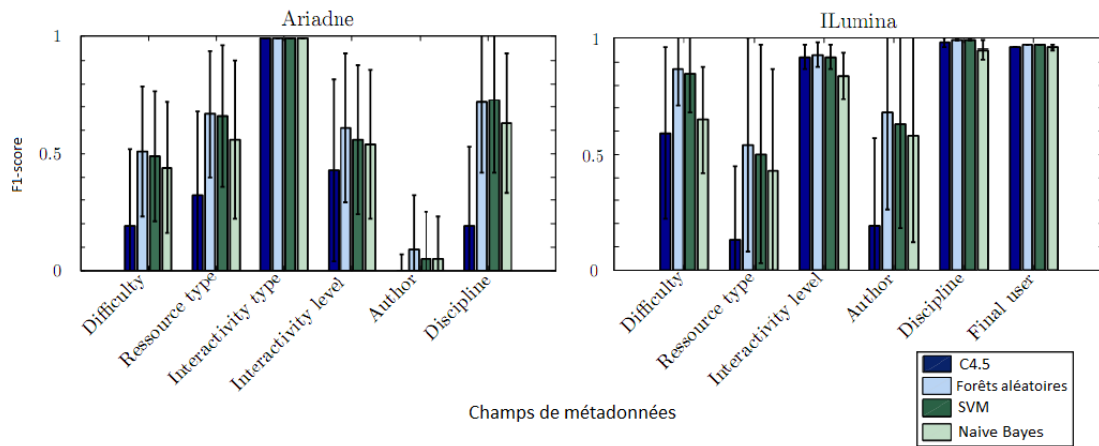 Ariadne
F1-score
1
0.5
0
Difficulty
Ressource type
Interactivity type
Interactivity level
Author
Discipline
ILumina
1
0.5
0
Difficulty
Ressource type
Interactivity level
Author
Discipline
Final user
Champs de métadonnées
C4.5
Forêts aléatoires
SVM
Naive Bayes